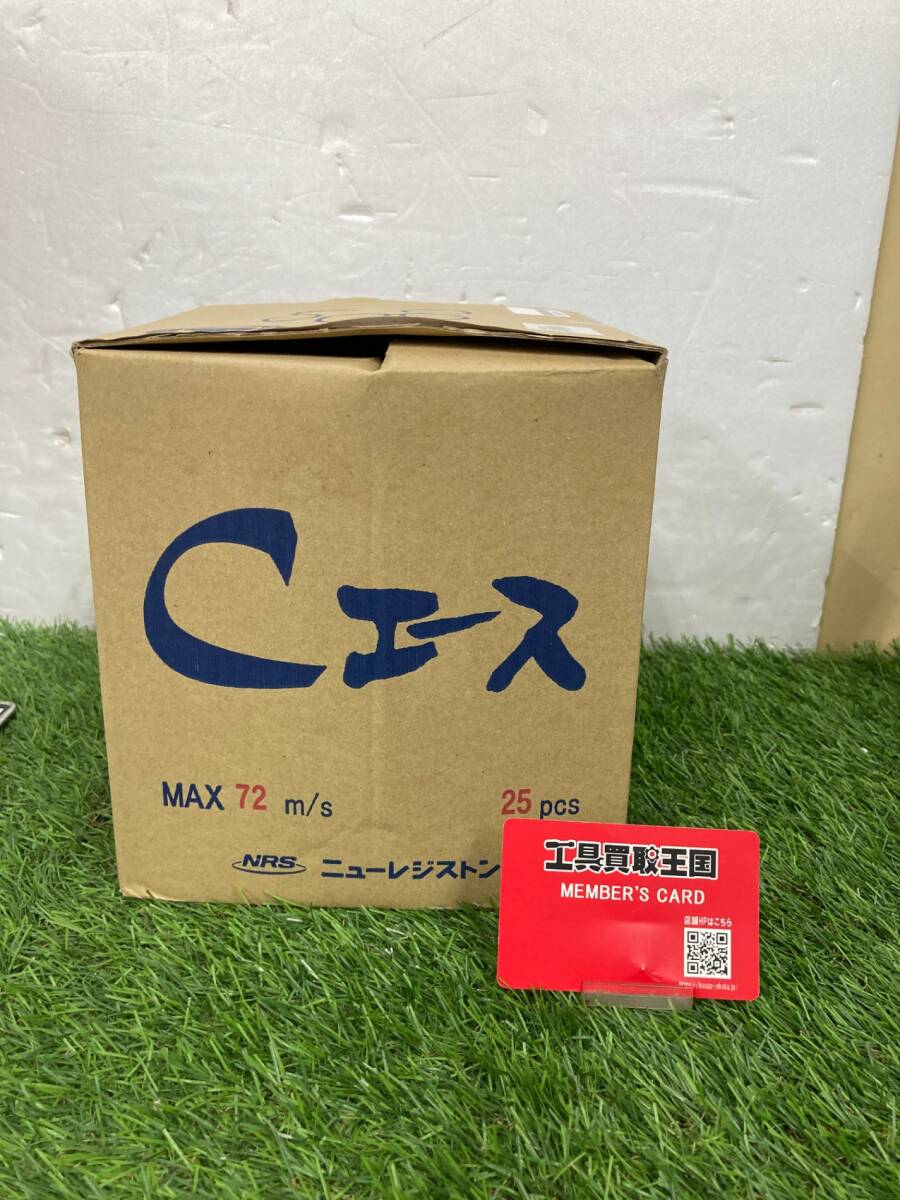 Cエース
MAX 72 m/s
25 pcs
NRS ニューレジストン
工具買取王国
MEMBER'S CARD
店舗HPはこちら